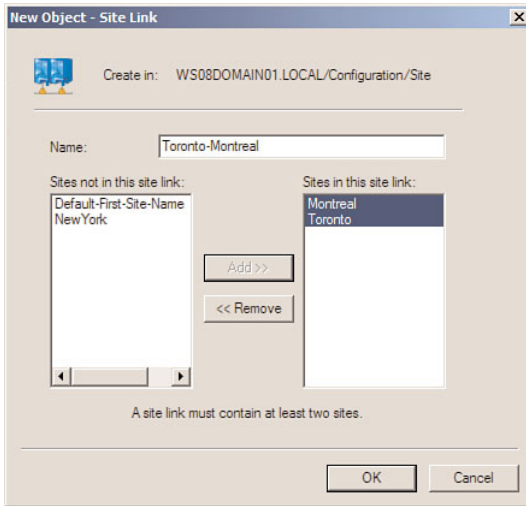 New Object - Site Link
Create in: WS08DOMAIN01.LOCAL/Configuration/Site
Name: Toronto-Montreal
Sites not in this site link:
Default-First-Site-Name
NewYork
Sites in this site link:
Montreal
Toronto
Add >>
<< Remove
A site link must contain at least two sites.
OK
Cancel